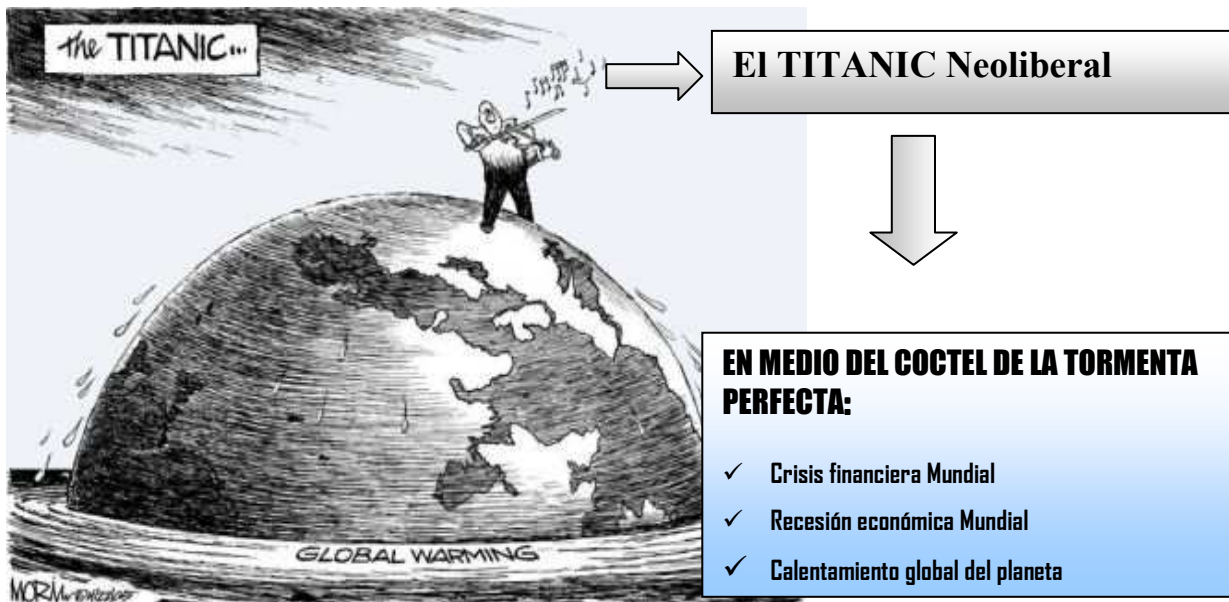 the TITANIC...
El TITANIC Neoliberal
EN MEDIO DEL COCTEL DE LA TORMENTA
PERFECTA:
✓ Crisis financiera Mundial
✓ Recesión económica Mundial
✓ Calentamiento global del planeta
GLOBAL WARMING